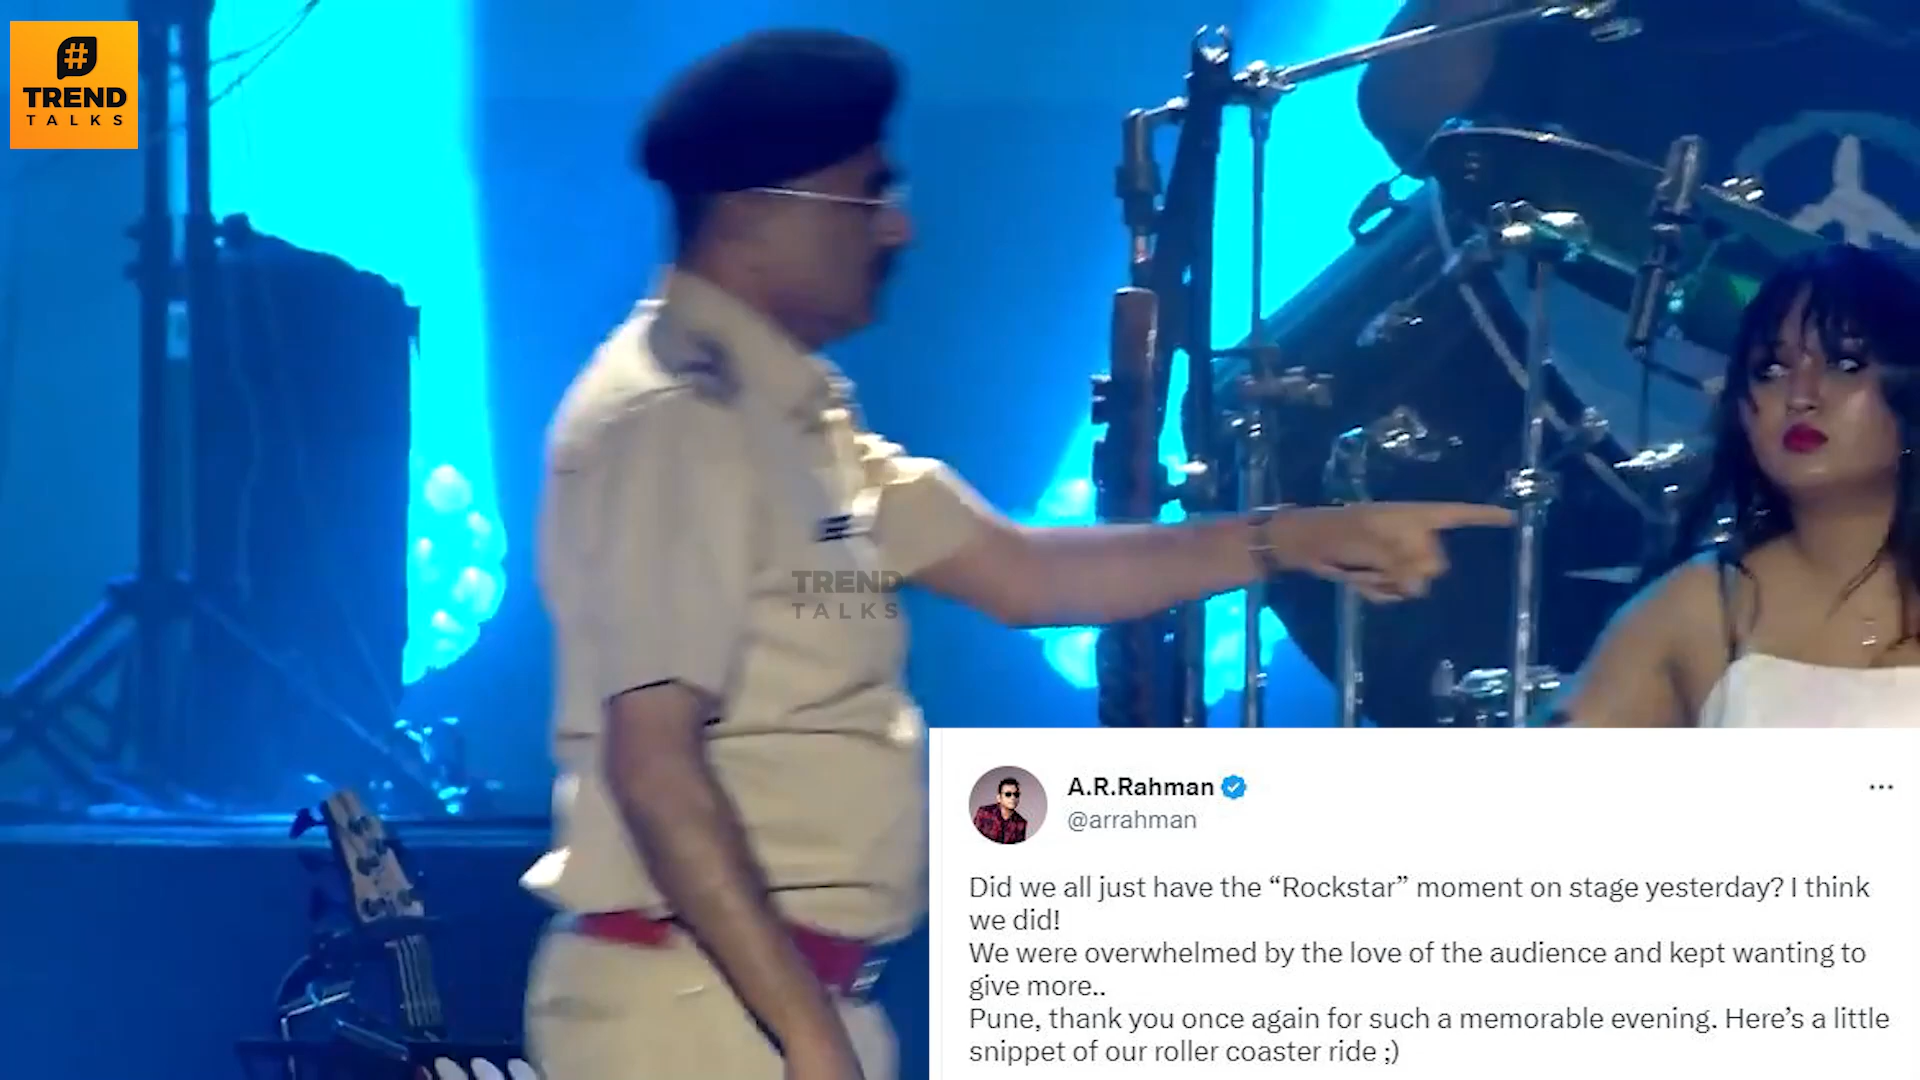 #
TREND
TALKS
TREND
TALKS
A.R.Rahman
@arrahman
Did we all just have the “Rockstar” moment on stage yesterday? I think
we did!
We were overwhelmed by the love of the audience and kept wanting to
give more..
Pune, thank you once again for such a memorable evening. Here’s a little
snippet of our roller coaster ride ;)